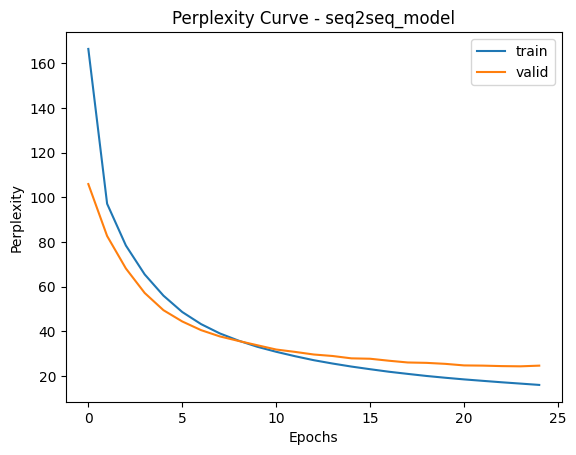 Perplexity Curve - seq2seq_model
train
valid
160
140
120
100
80
60
40
20
Perplexity
0 5 10 15 20 25
Epochs